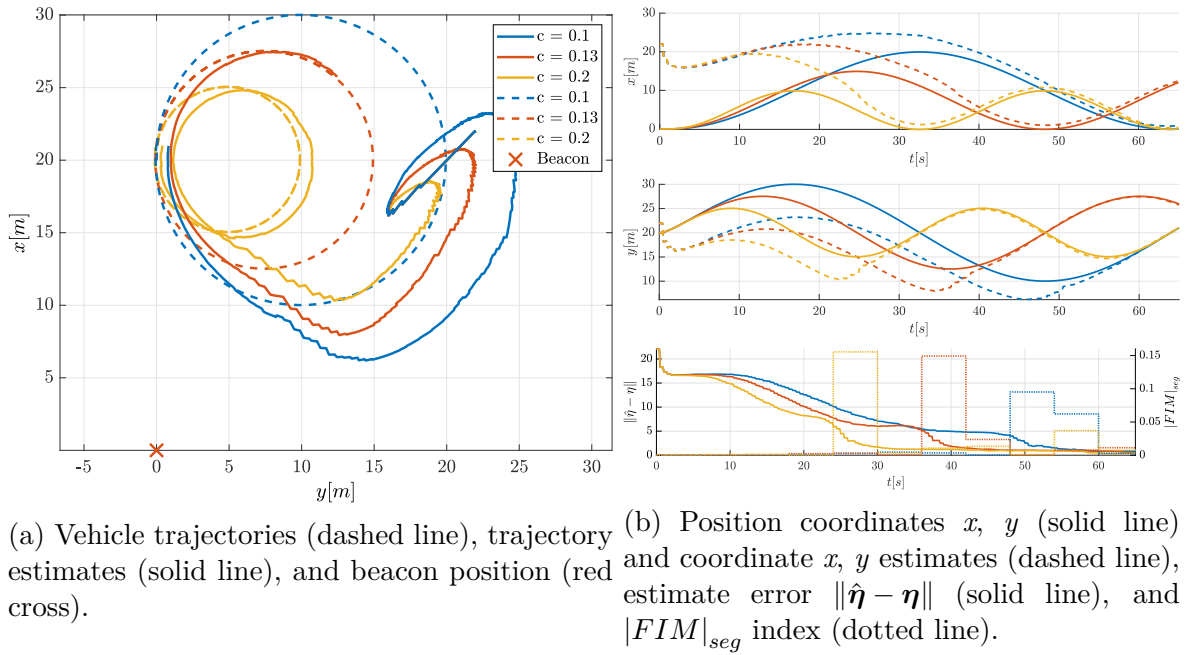 30
25
20
15
10
5
x[m]
-5
0
5
10
15
20
25
30
y[m]
c = 0.1
c = 0.13
c = 0.2
c = 0.1
c = 0.13
c = 0.2
Beacon
(a) Vehicle trajectories (dashed line), trajectory
estimates (solid line), and beacon position (red
cross).
30
20
10
0
x[m]
0
10
20
30
40
50
60
t[s]
30
25
20
15
10
y[m]
0
10
20
30
40
50
60
t[s]
20
15
10
5
0
‖η̂ − η‖
0.15
0.1
0.05
0
|FIM|seg
0
10
20
30
40
50
60
t[s]
(b) Position coordinates x, y (solid line)
and coordinate x, y estimates (dashed line),
estimate error ‖η̂ − η‖ (solid line), and
|FIM|seg index (dotted line).